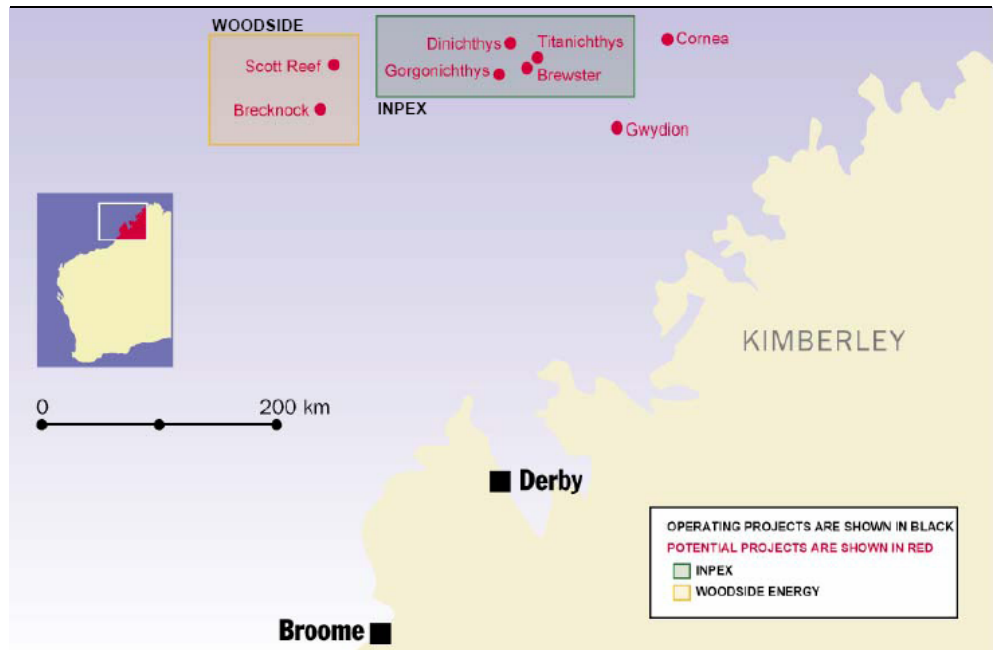 WOODSIDE
Scott Reef
Brecknock
Dinichthys
Titanichthys
Gorgonichthys
Brewster
INPEX
Cornea
Gwydion
KIMBERLEY
0 200 km
Derby
Broome
OPERATING PROJECTS ARE SHOWN IN BLACK
POTENTIAL PROJECTS ARE SHOWN IN RED
INPEX
WOODSIDE ENERGY